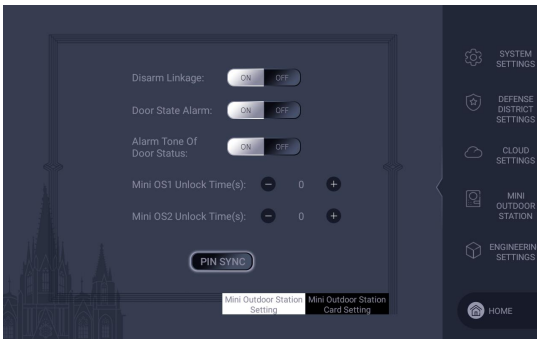 Disarm Linkage:
ON
OFF
Door State Alarm:
ON
OFF
Alarm Tone Of
Door Status:
ON
OFF
Mini OS1 Unlock Time(s):
−
0
+
Mini OS2 Unlock Time(s):
−
0
+
PIN SYNC
Mini Outdoor Station
Setting
Mini Outdoor Station
Card Setting
SYSTEM
SETTINGS
DEFENSE
DISTRICT
SETTINGS
CLOUD
SETTINGS
MINI
OUTDOOR
STATION
ENGINEERIN
SETTINGS
HOME